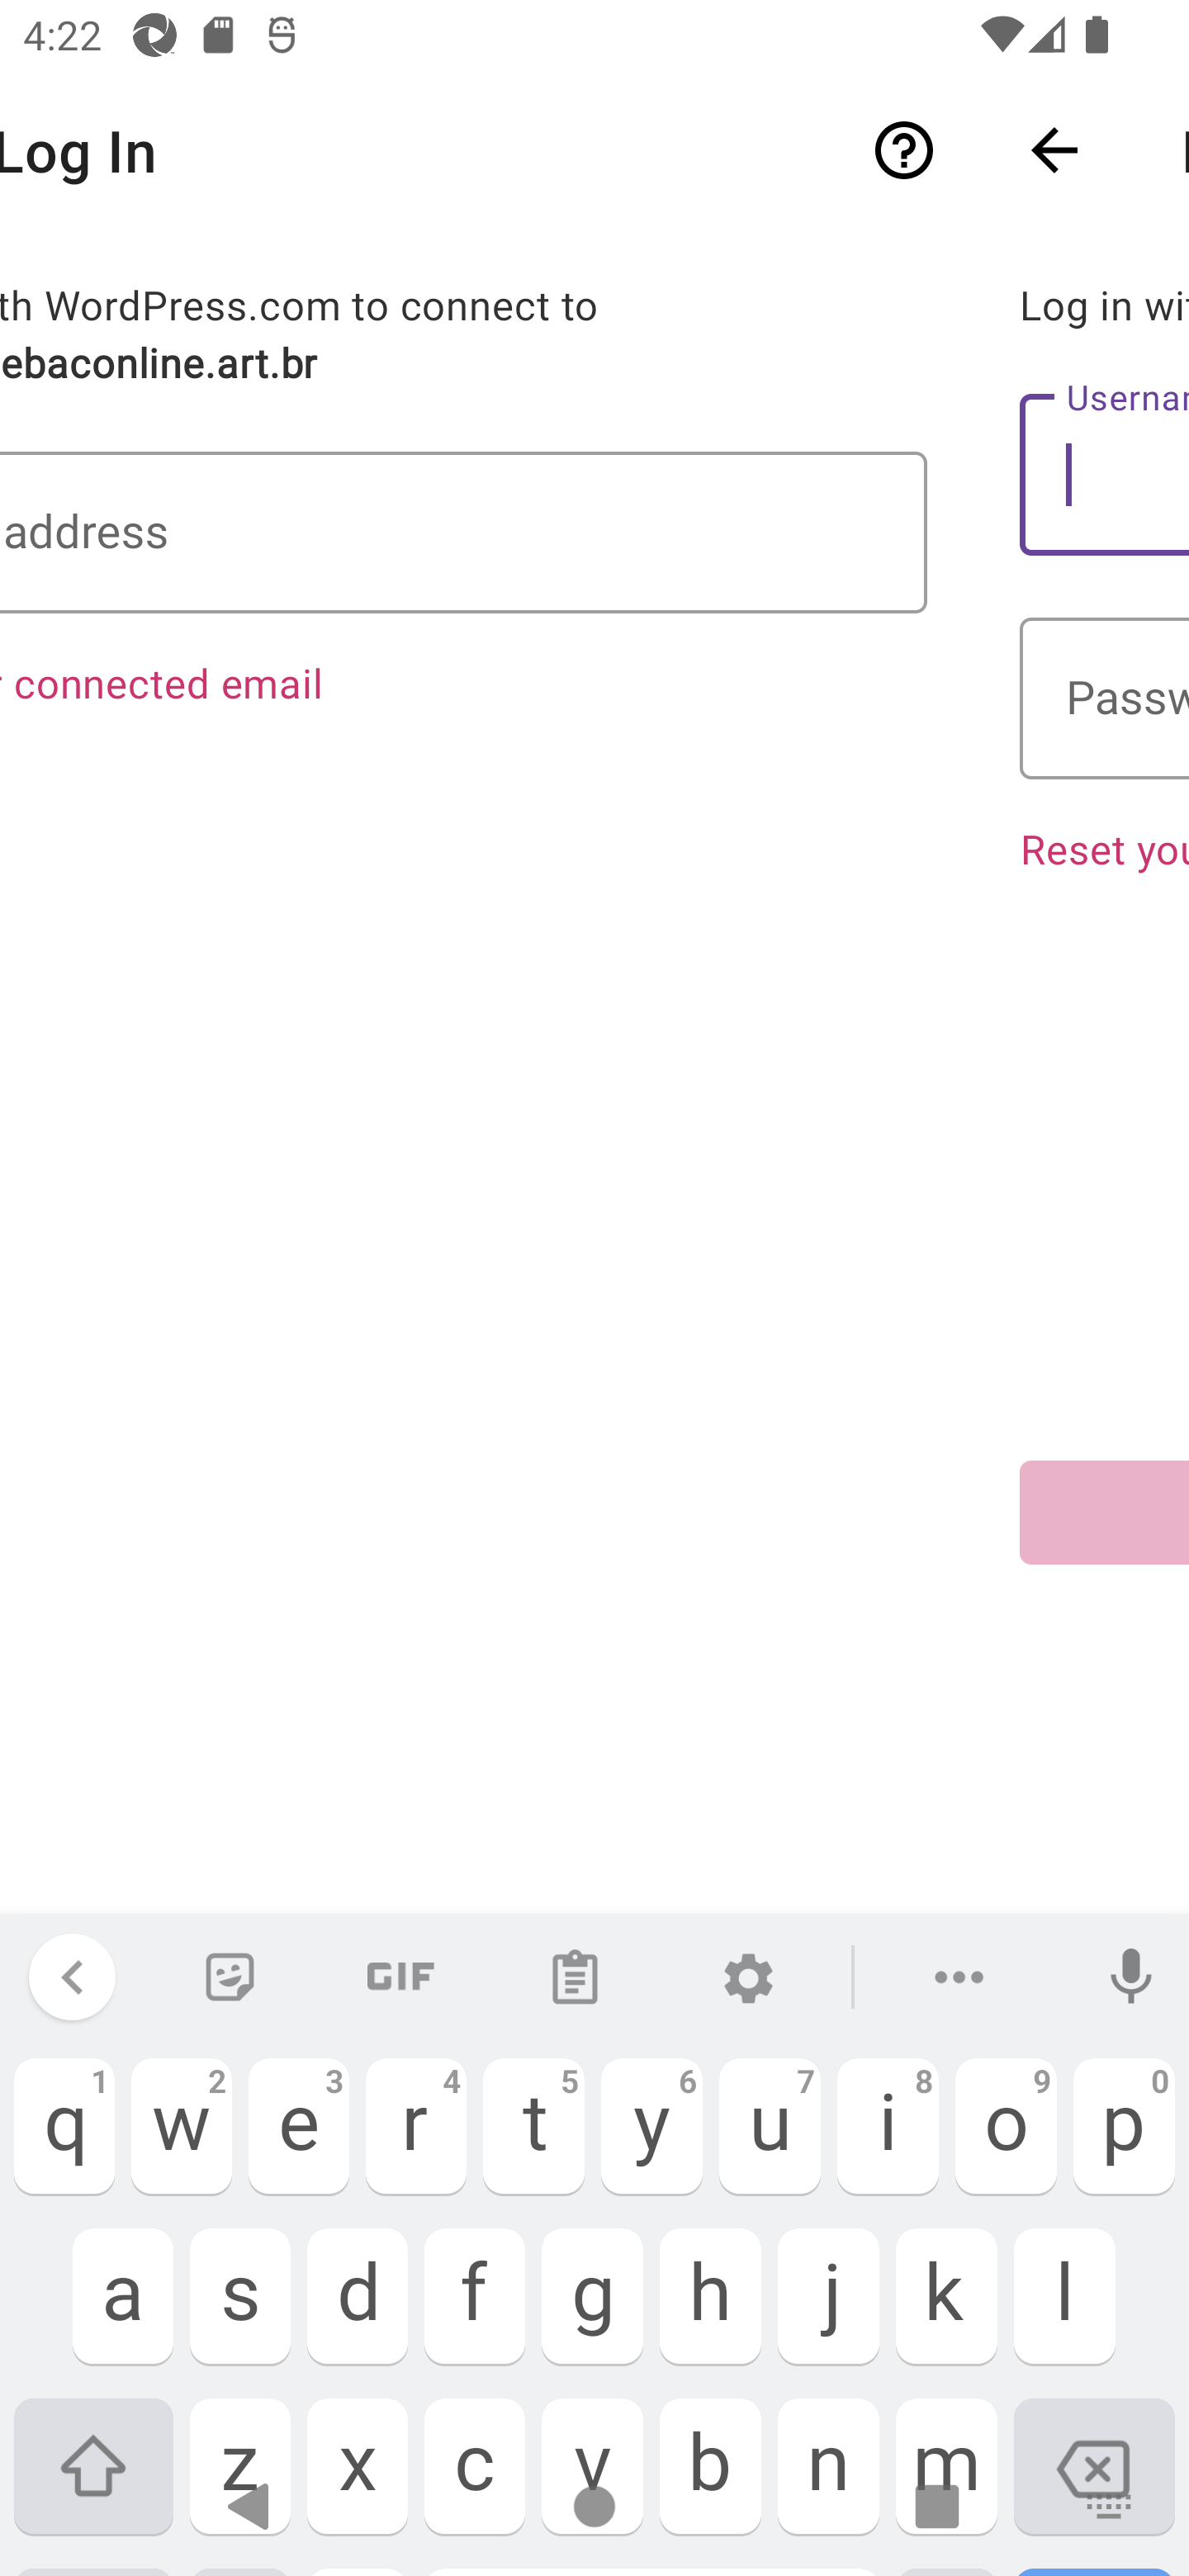 4:22
Log In
th WordPress.com to connect to
ebaconline.art.br
address
connected email
Log in wi
Userna
Passw
Reset you
GIF
q 1 w 2 e 3 r 4 t 5 y 6 u 7 i 8 o 9 p 0
a s d f g h j k l
z x c v b n m